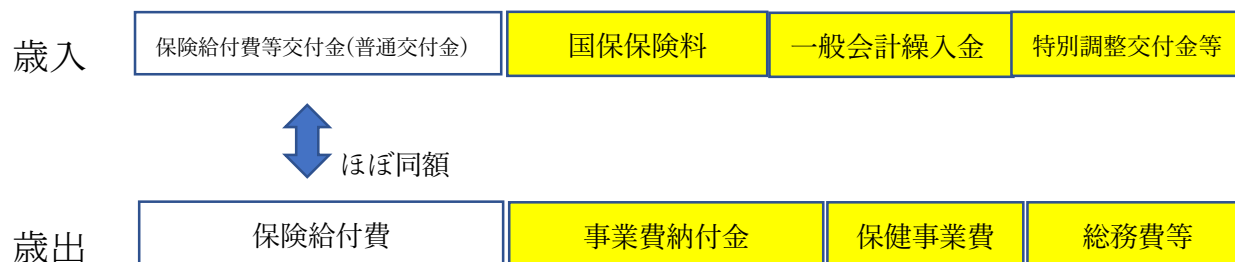 歳入
保険給付費等交付金(普通交付金)
国保保険料
一般会計繰入金
特別調整交付金等
ほぼ同額
歳出
保険給付費
事業費納付金
保健事業費
総務費等